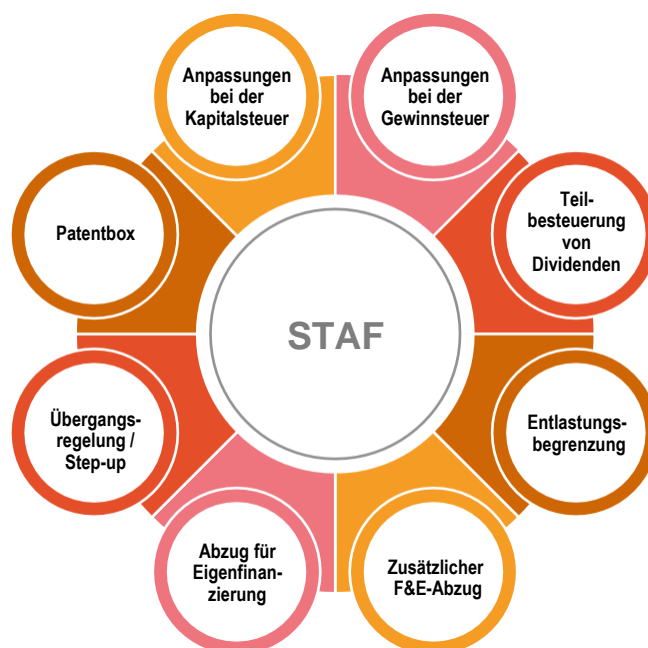 Anpassungen
bei der
Kapitalsteuer
Anpassungen
bei der
Gewinnsteuer
Teil-
besteuerung
von
Dividenden
Entlastungs-
begrenzung
Zusätzlicher
F&E-Abzug
Abzug für
Eigenfinan-
zierung
Übergangs-
regelung /
Step-up
Patentbox
STAF